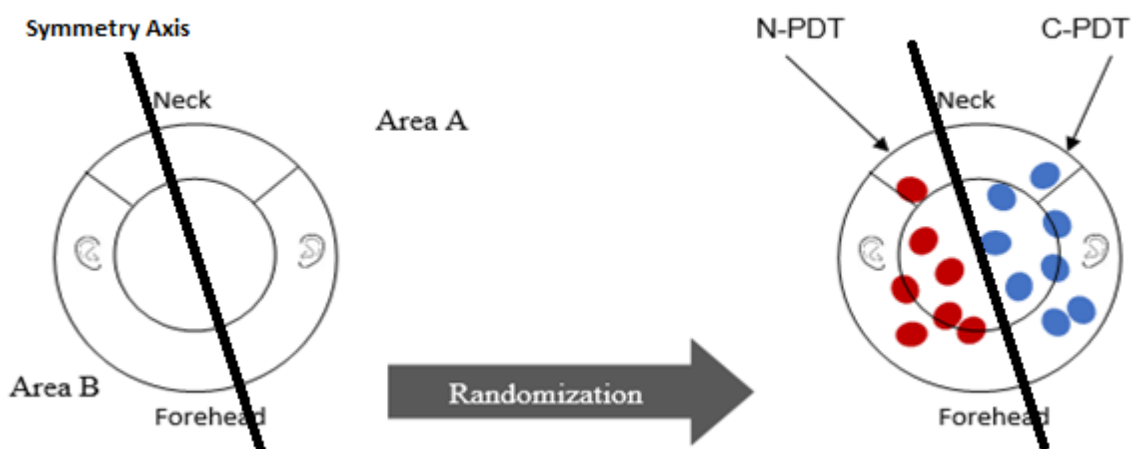 Symmetry Axis
Neck
Area A
Area B
Forehead
Randomization
N-PDT
C-PDT
Neck
Forehead